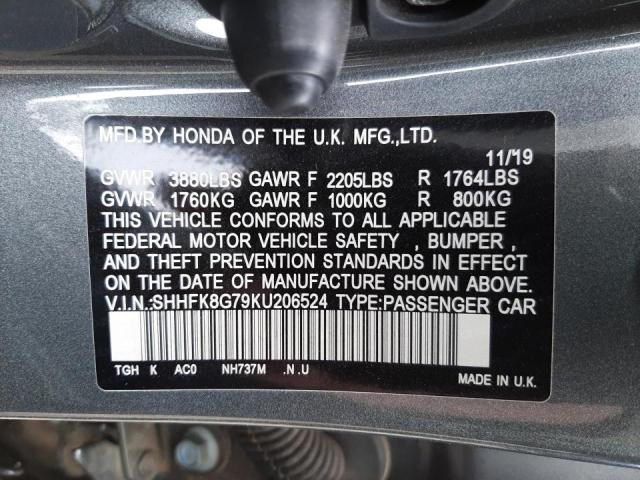 MFD.BY HONDA OF THE U.K. MFG.,LTD.
11/19
GVWR 3880LBS GAWR F 2205LBS R 1764LBS
GVWR 1760KG GAWR F 1000KG R 800KG
THIS VEHICLE CONFORMS TO ALL APPLICABLE
FEDERAL MOTOR VEHICLE SAFETY , BUMPER ,
AND THEFT PREVENTION STANDARDS IN EFFECT
ON THE DATE OF MANUFACTURE SHOWN ABOVE.
V.I.N.:SHHFK8G79KU206524 TYPE:PASSENGER CAR
TGH K AC0 NH737M .N.U
MADE IN U.K.